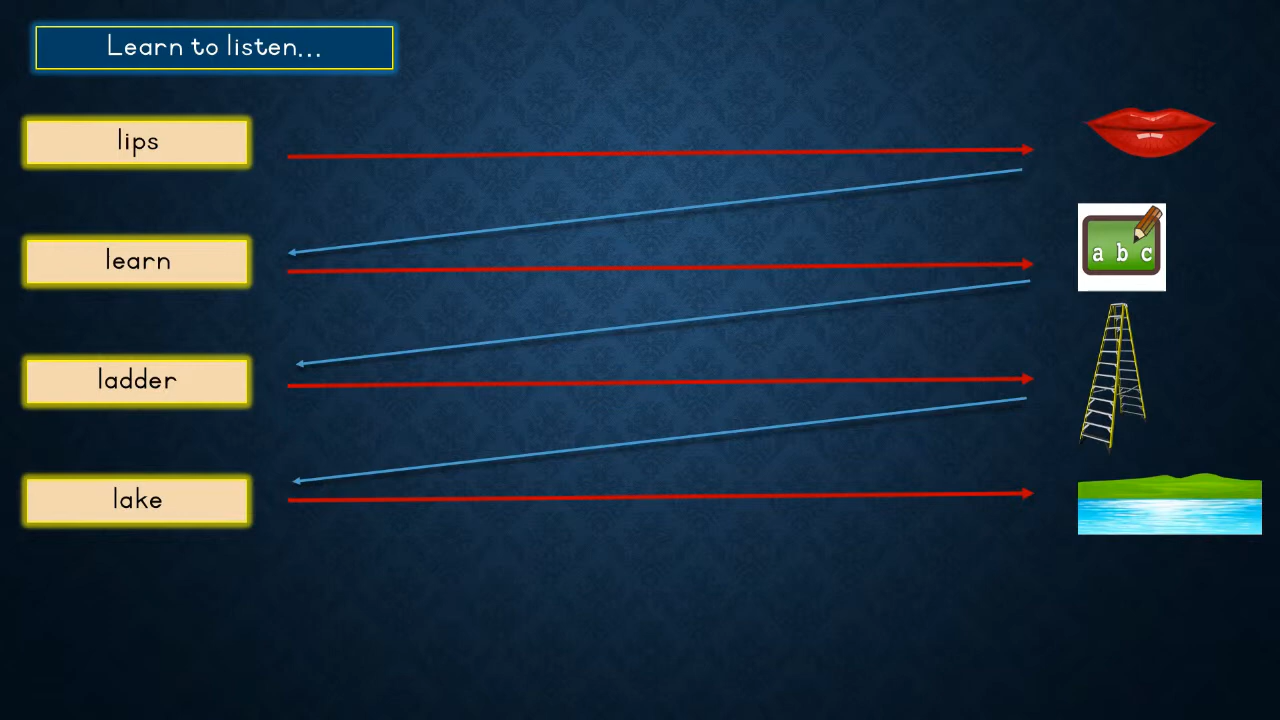 Learn to listen...
lips
learn
a b c
ladder
lake